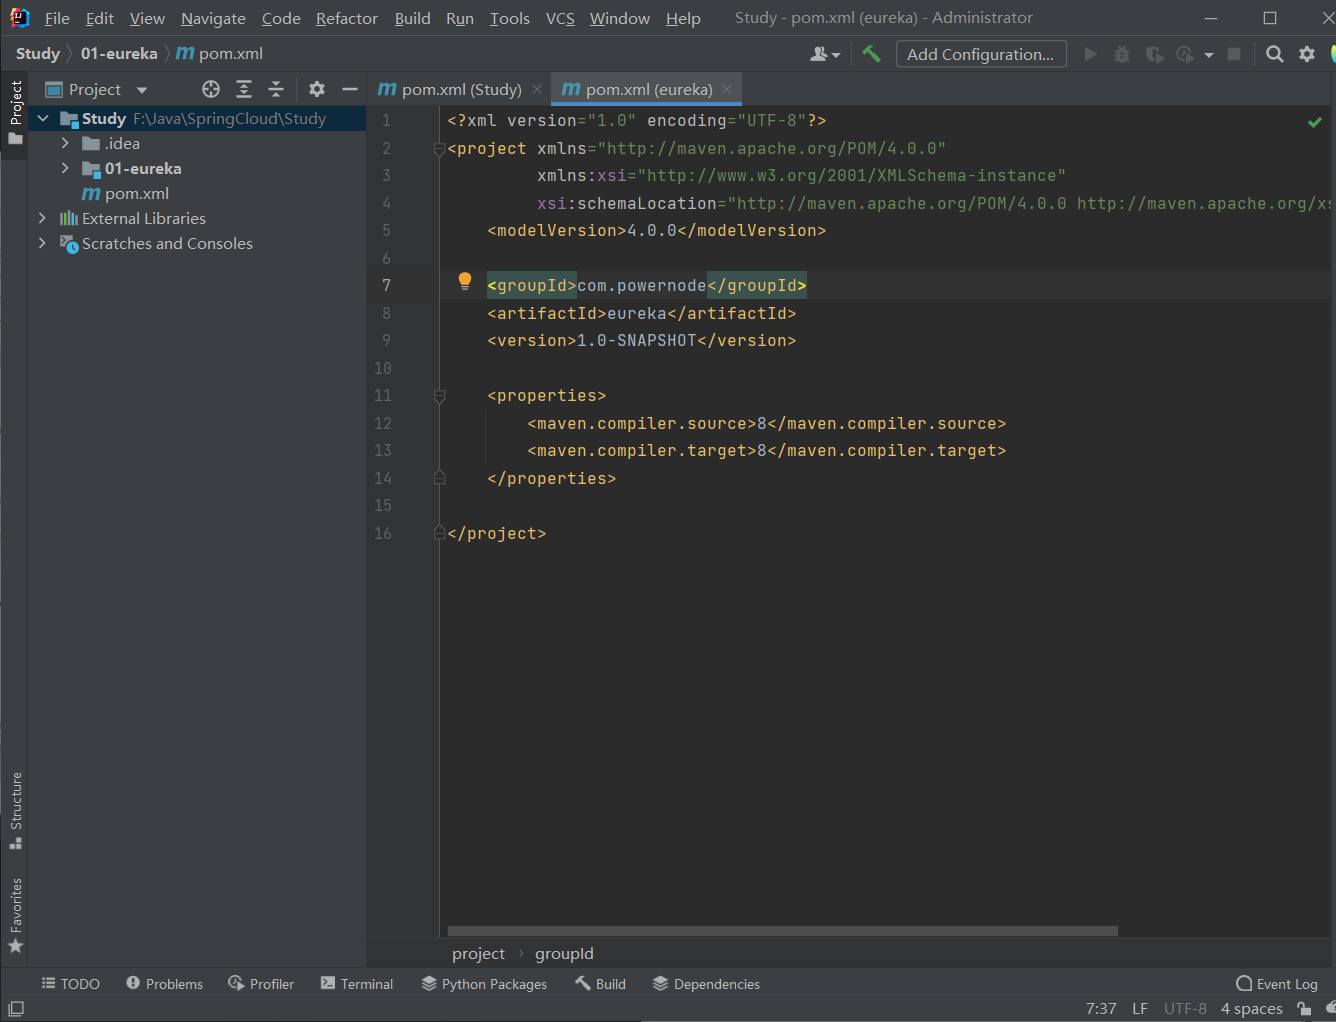 File Edit View Navigate Code Refactor Build Run Tools VCS Window Help Study - pom.xml (eureka) - Administrator
Study 01-eureka pom.xml Add Configuration...
Project
Project
pom.xml (Study) pom.xml (eureka)
Study F:\Java\SpringCloud\Study
.idea
01-eureka
pom.xml
External Libraries
Scratches and Consoles
1 <?xml version="1.0" encoding="UTF-8"?>
2 <project xmlns="http://maven.apache.org/POM/4.0.0"
3 xmlns:xsi="http://www.w3.org/2001/XMLSchema-instance"
4 xsi:schemaLocation="http://maven.apache.org/POM/4.0.0 http://maven.apache.org/xs
5 <modelVersion>4.0.0</modelVersion>
6
7 <groupId>com.powernode</groupId>
8 <artifactId>eureka</artifactId>
9 <version>1.0-SNAPSHOT</version>
10
11 <properties>
12 <maven.compiler.source>8</maven.compiler.source>
13 <maven.compiler.target>8</maven.compiler.target>
14 </properties>
15
16 </project>
Structure
Favorites
project › groupId
TODO Problems Profiler Terminal Python Packages Build Dependencies Event Log
7:37 LF UTF-8 4 spaces